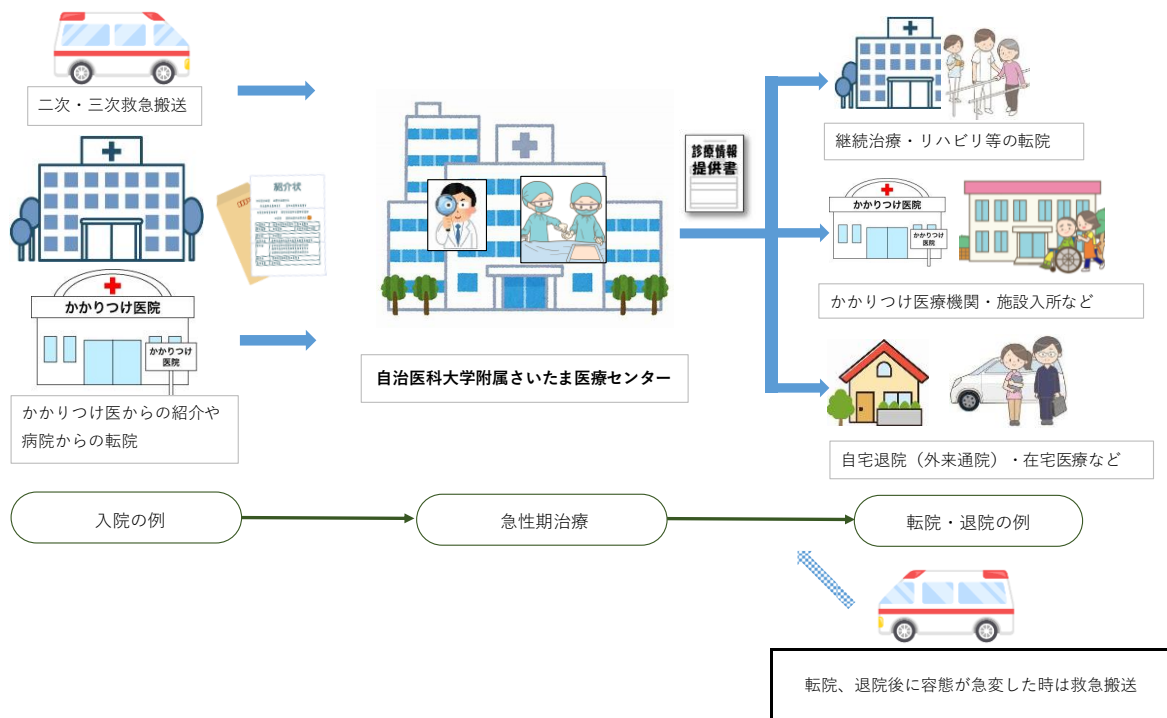 二次・三次救急搬送
紹介状
かかりつけ医院
かかりつけ
医院
かかりつけ医からの紹介や
病院からの転院
自治医科大学附属さいたま医療センター
診療情報
提供書
継続治療・リハビリ等の転院
かかりつけ医院
かかりつけ
医院
かかりつけ医療機関・施設入所など
自宅退院（外来通院）・在宅医療など
入院の例
急性期治療
転院・退院の例
転院、退院後に容態が急変した時は救急搬送